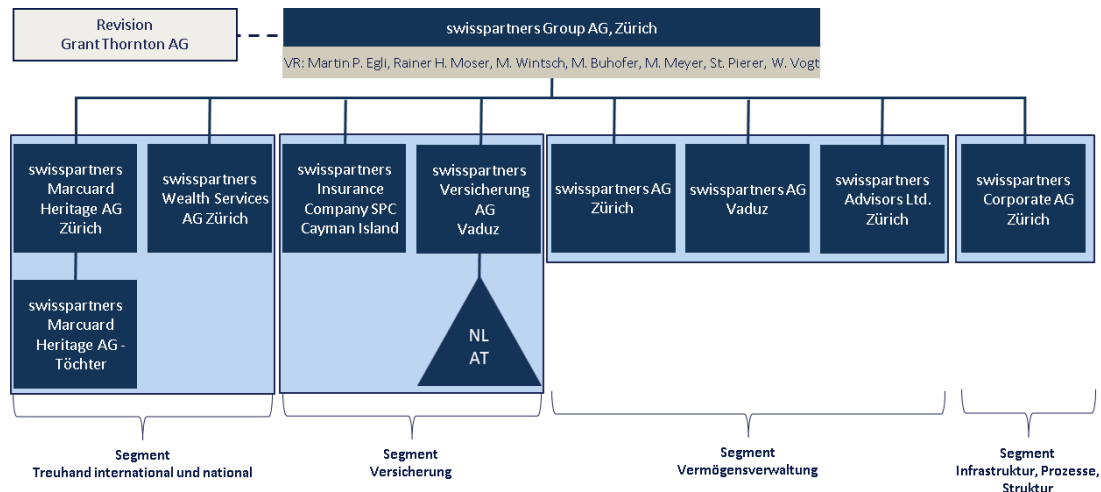 Revision
Grant Thornton AG
swisspartners Group AG, Zürich
VR: Martin P. Egli, Rainer H. Moser, M. Wintsch, M. Buhofer, M. Meyer, St. Pierer, W. Vogt
swisspartners
Marcuard
Heritage AG
Zürich
swisspartners
Wealth Services
AG Zürich
swisspartners
Insurance
Company SPC
Cayman Island
swisspartners
Versicherung
AG
Vaduz
swisspartners AG
Zürich
swisspartners AG
Vaduz
swisspartners
Advisors Ltd.
Zürich
swisspartners
Corporate AG
Zürich
swisspartners
Marcuard
Heritage AG -
Töchter
NL
AT
Segment
Treuhand international und national
Segment
Versicherung
Segment
Vermögensverwaltung
Segment
Infrastruktur, Prozesse,
Struktur